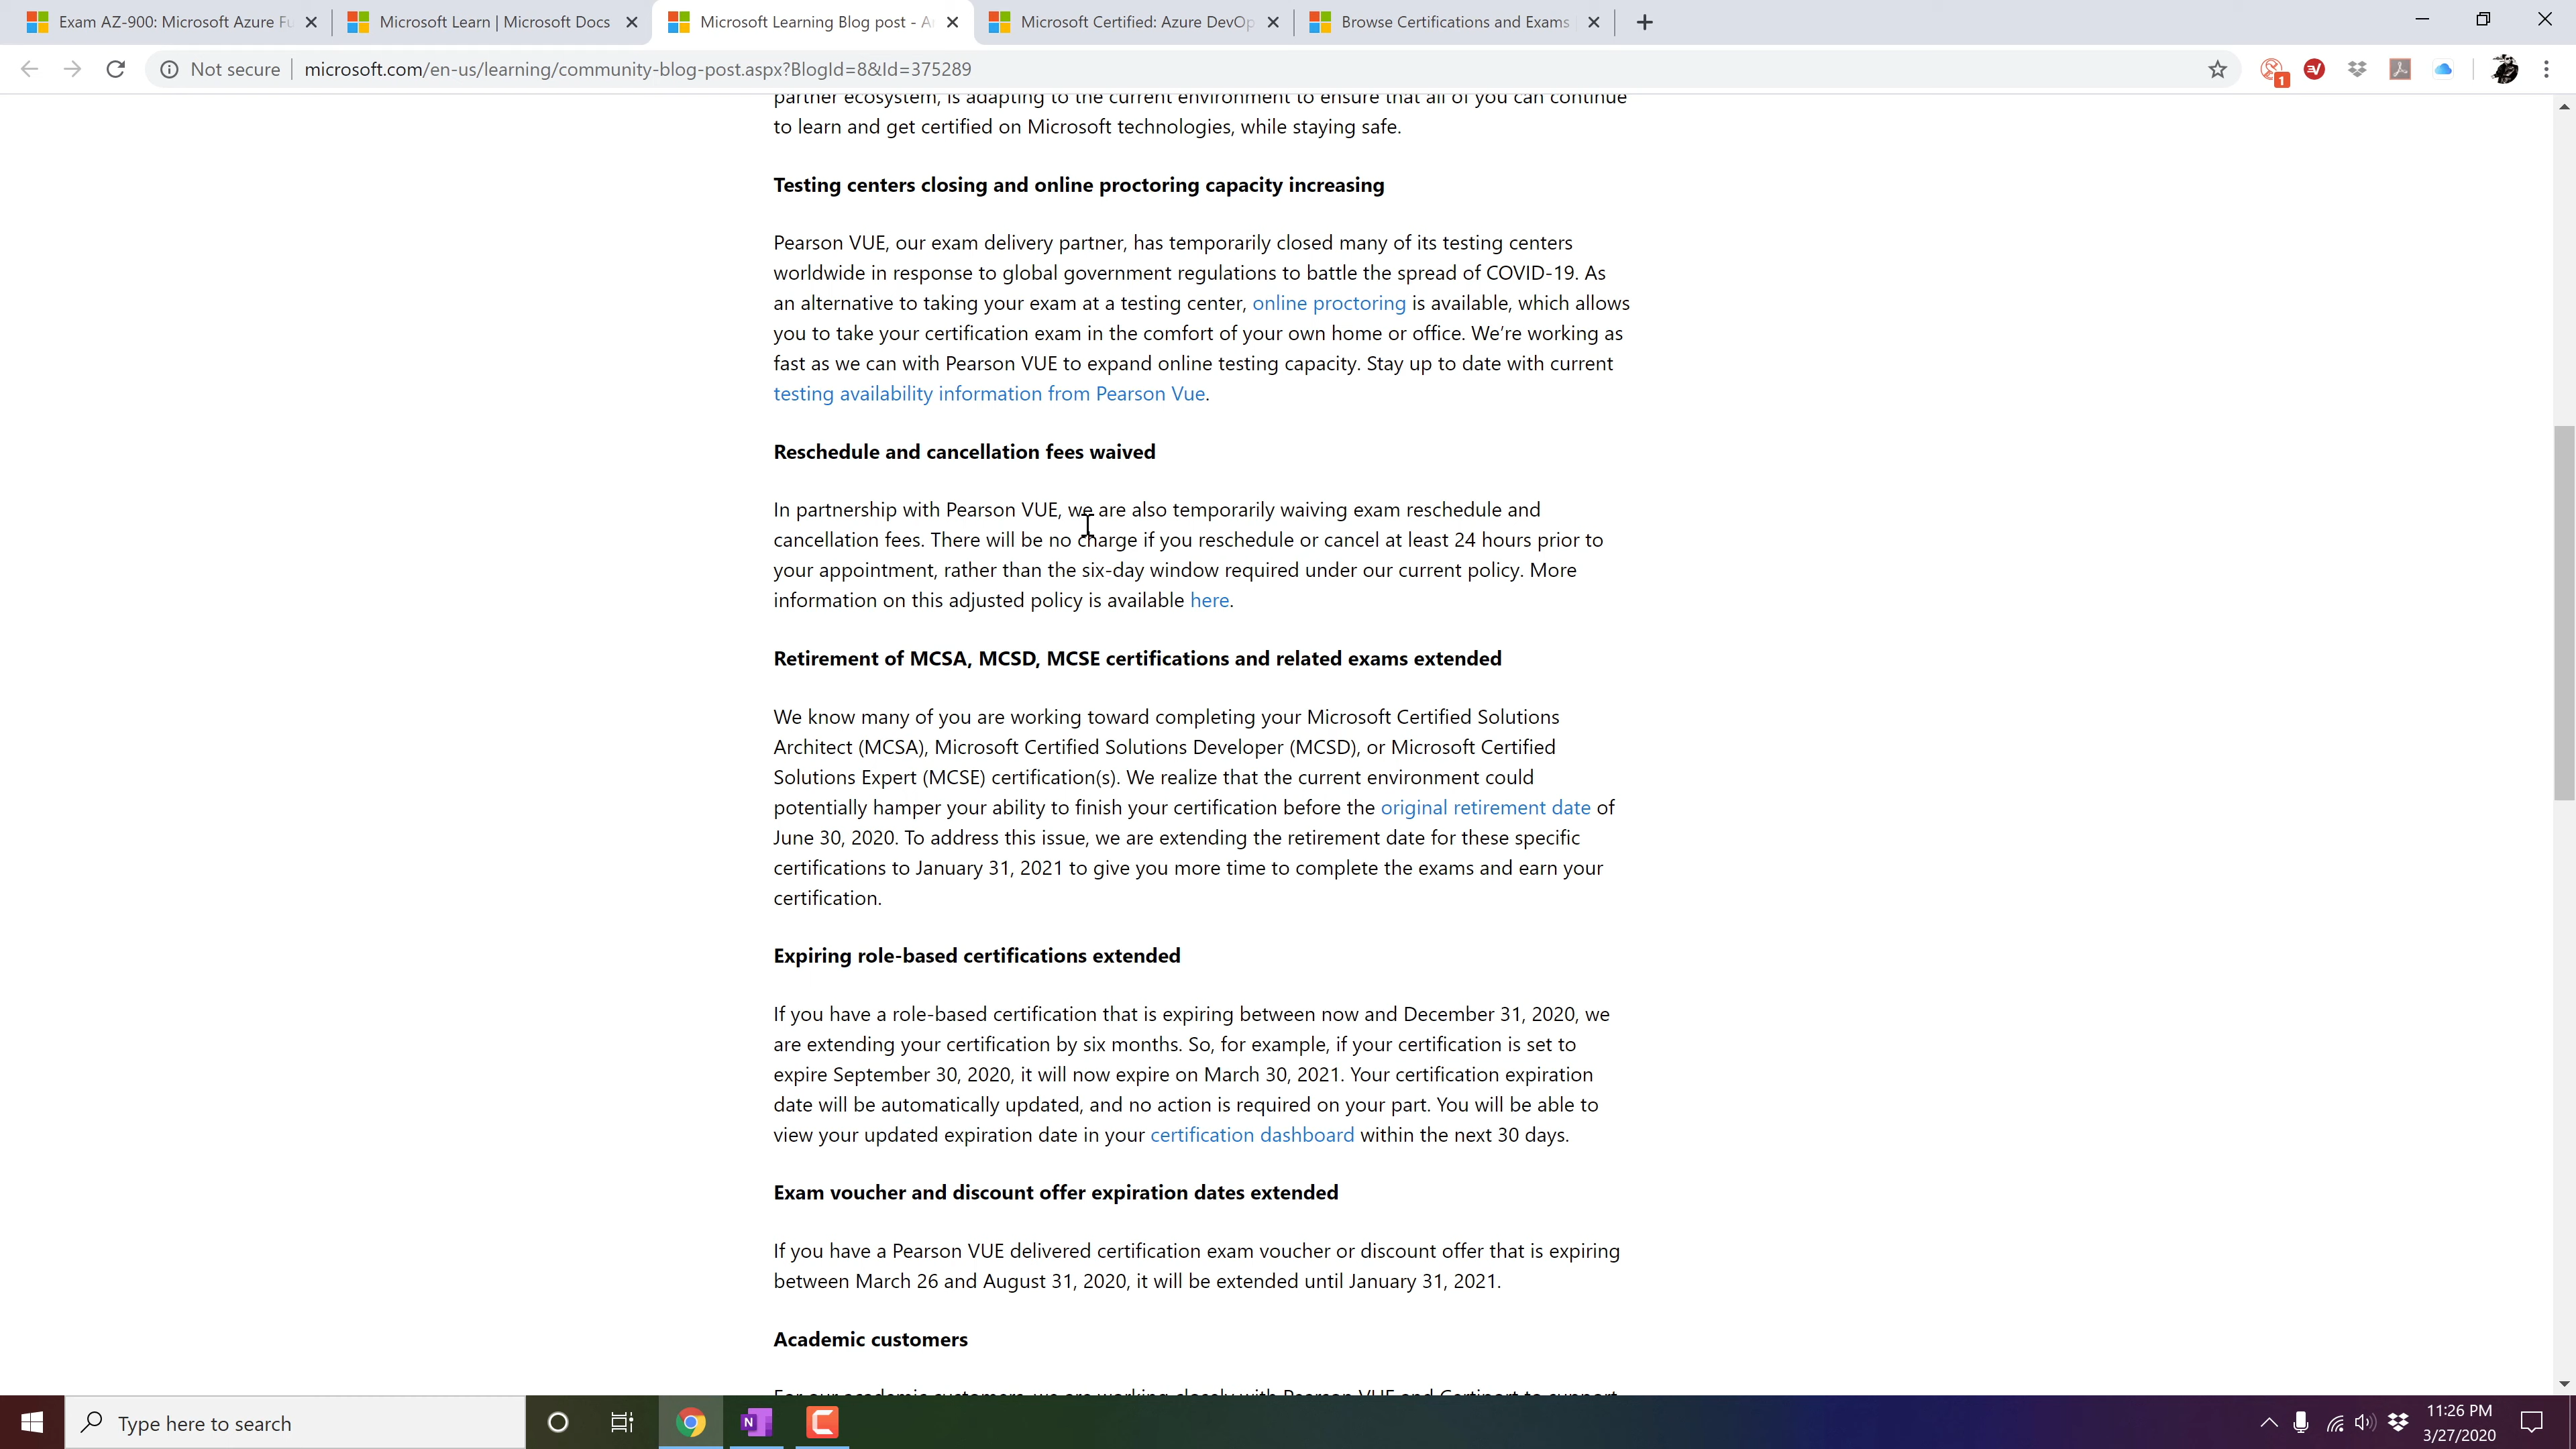 Exam AZ-900: Microsoft Azure Fu
Microsoft Learn | Microsoft Docs
Microsoft Learning Blog post - A
Microsoft Certified: Azure DevOp
Browse Certifications and Exams
Not secure
microsoft.com/en-us/learning/community-blog-post.aspx?BlogId=8&Id=375289
1
partner ecosystem, is adapting to the current environment to ensure that all of you can continue
to learn and get certified on Microsoft technologies, while staying safe.
Testing centers closing and online proctoring capacity increasing
Pearson VUE, our exam delivery partner, has temporarily closed many of its testing centers
worldwide in response to global government regulations to battle the spread of COVID-19. As
an alternative to taking your exam at a testing center, online proctoring is available, which allows
you to take your certification exam in the comfort of your own home or office. We're working as
fast as we can with Pearson VUE to expand online testing capacity. Stay up to date with current
testing availability information from Pearson Vue.
Reschedule and cancellation fees waived
In partnership with Pearson VUE, we are also temporarily waiving exam reschedule and
cancellation fees. There will be no charge if you reschedule or cancel at least 24 hours prior to
your appointment, rather than the six-day window required under our current policy. More
information on this adjusted policy is available here.
Retirement of MCSA, MCSD, MCSE certifications and related exams extended
We know many of you are working toward completing your Microsoft Certified Solutions
Architect (MCSA), Microsoft Certified Solutions Developer (MCSD), or Microsoft Certified
Solutions Expert (MCSE) certification(s). We realize that the current environment could
potentially hamper your ability to finish your certification before the original retirement date of
June 30, 2020. To address this issue, we are extending the retirement date for these specific
certifications to January 31, 2021 to give you more time to complete the exams and earn your
certification.
Expiring role-based certifications extended
If you have a role-based certification that is expiring between now and December 31, 2020, we
are extending your certification by six months. So, for example, if your certification is set to
expire September 30, 2020, it will now expire on March 30, 2021. Your certification expiration
date will be automatically updated, and no action is required on your part. You will be able to
view your updated expiration date in your certification dashboard within the next 30 days.
Exam voucher and discount offer expiration dates extended
If you have a Pearson VUE delivered certification exam voucher or discount offer that is expiring
between March 26 and August 31, 2020, it will be extended until January 31, 2021.
Academic customers
For our academic customers, we are working closely with Pearson VUE and Certiport to support
Type here to search
N
11:26 PM
3/27/2020